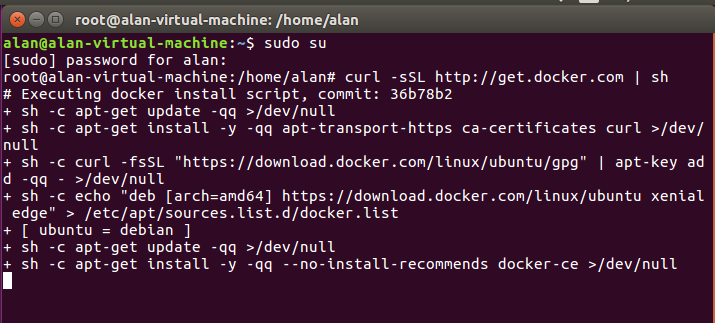 root@alan-virtual-machine: /home/alan
alan@alan-virtual-machine:~$ sudo su
[sudo] password for alan:
root@alan-virtual-machine:/home/alan# curl -sSL http://get.docker.com | sh
# Executing docker install script, commit: 36b78b2
+ sh -c apt-get update -qq >/dev/null
+ sh -c apt-get install -y -qq apt-transport-https ca-certificates curl >/dev/
null
+ sh -c curl -fsSL "https://download.docker.com/linux/ubuntu/gpg" | apt-key ad
d -qq - >/dev/null
+ sh -c echo "deb [arch=amd64] https://download.docker.com/linux/ubuntu xenial
 edge" > /etc/apt/sources.list.d/docker.list
+ [ ubuntu = debian ]
+ sh -c apt-get update -qq >/dev/null
+ sh -c apt-get install -y -qq --no-install-recommends docker-ce >/dev/null